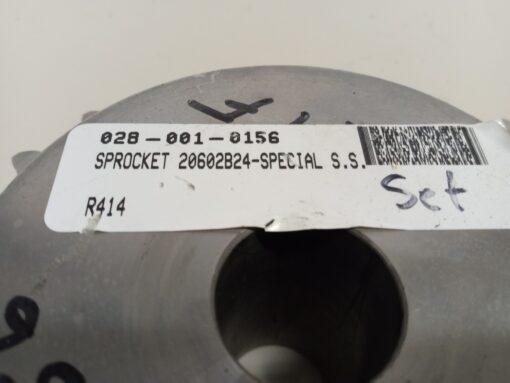 028-001-0156
SPROCKET 20602B24-SPECIAL S.S.
Set
R414